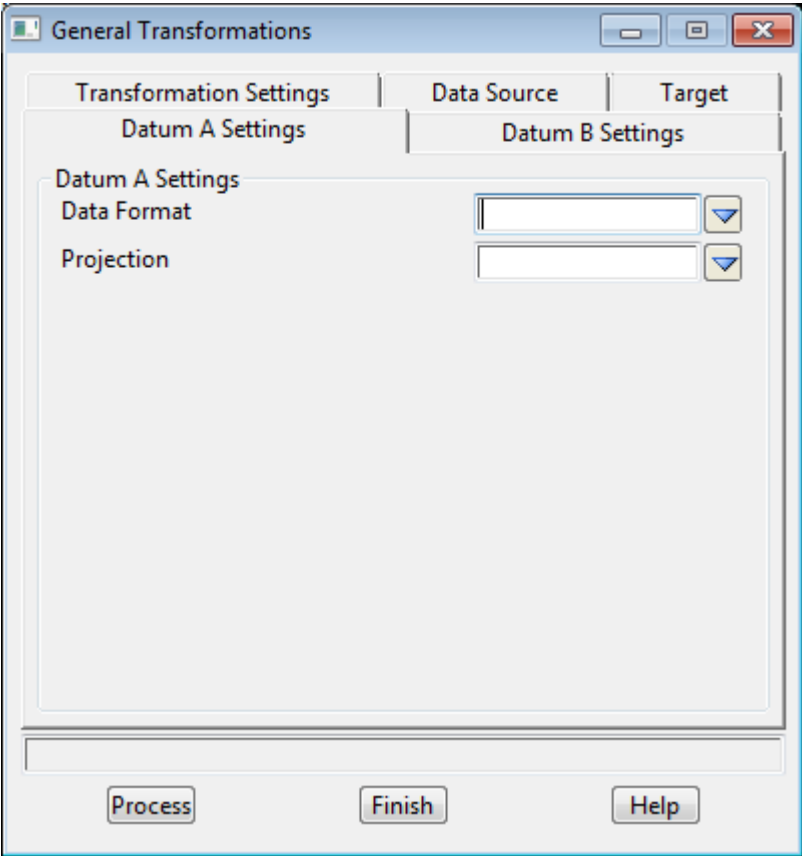 General Transformations
Transformation Settings Data Source Target
Datum A Settings Datum B Settings
Datum A Settings
Data Format
Projection
Process Finish Help